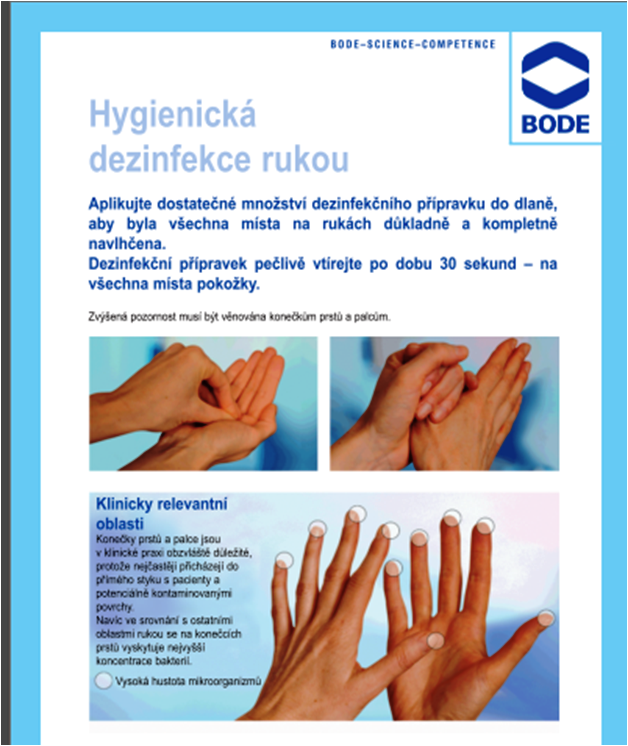 BODE–SCIENCE–COMPETENCE
BODE
Hygienická
dezinfekce rukou
Aplikujte dostatečné množství dezinfekčního přípravku do dlaně,
aby byla všechna místa na rukách důkladně a kompletně
navlhčena.
Dezinfekční přípravek pečlivě vtírejte po dobu 30 sekund – na
všechna místa pokožky.
Zvýšená pozornost musí být věnována konečkům prstů a palcům.
Klinicky relevantní
oblasti
Konečky prstů a palce jsou
v klinické praxi obzvláště důležité,
protože nejčastěji přicházejí do
přímého styku s pacienty a
potenciálně kontaminovanými
povrchy.
Navíc ve srovnání s ostatními
oblastmi rukou se na konečcích
prstů vyskytuje nejvyšší
koncentrace bakterií.
Vysoká hustota mikroorganizmů